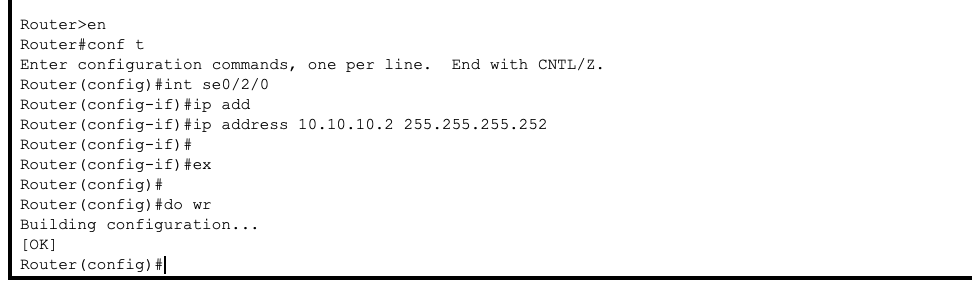 Router>en
Router#conf t
Enter configuration commands, one per line.  End with CNTL/Z.
Router(config)#int se0/2/0
Router(config-if)#ip add
Router(config-if)#ip address 10.10.10.2 255.255.255.252
Router(config-if)#
Router(config-if)#ex
Router(config)#
Router(config)#do wr
Building configuration...
[OK]
Router(config)#